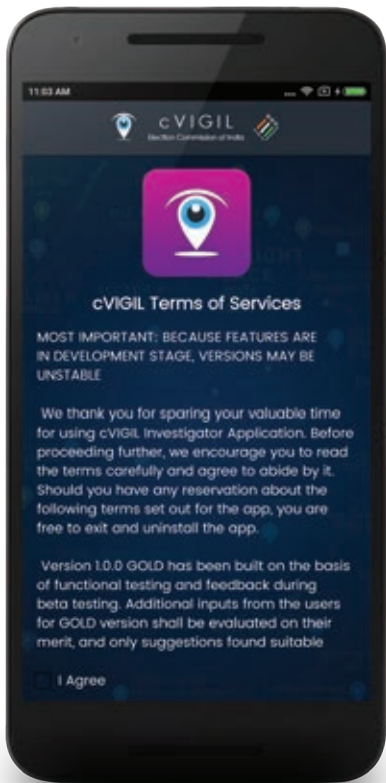 11:03 AM
cVIGIL
Election Commission of India
cVIGIL Terms of Services
MOST IMPORTANT: BECAUSE FEATURES ARE
IN DEVELOPMENT STAGE, VERSIONS MAY BE
UNSTABLE
We thank you for sparing your valuable time
for using cVIGIL Investigator Application. Before
proceeding further, we encourage you to read
the terms carefully and agree to abide by it.
Should you have any reservation about the
following terms set out for the app, you are
free to exit and uninstall the app.
Version 1.0.0 GOLD has been built on the basis
of functional testing and feedback during
beta testing. Additional inputs from the users
for GOLD version shall be evaluated on their
merit, and only suggestions found suitable
I Agree